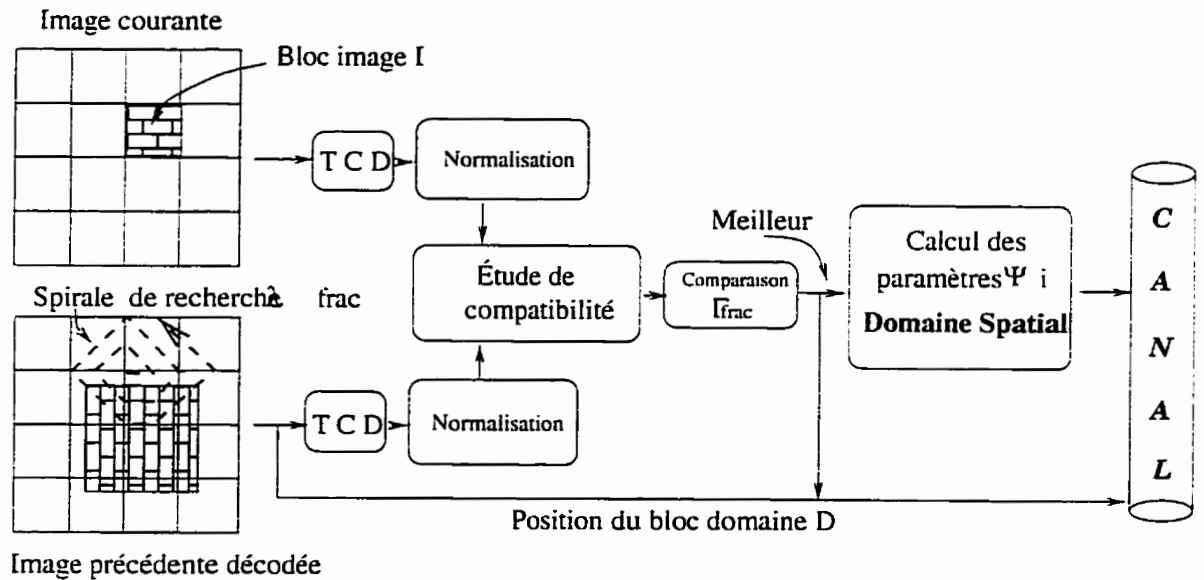 Image courante
Bloc image I
T C D
Normalisation
Meilleur
Calcul des
paramètres Ψ i
Domaine Spatial
Étude de
compatibilité
Comparaison
Γfrac
C
A
N
A
L
Spirale de recherche λ frac
T C D
Normalisation
Position du bloc domaine D
Image précédente décodée